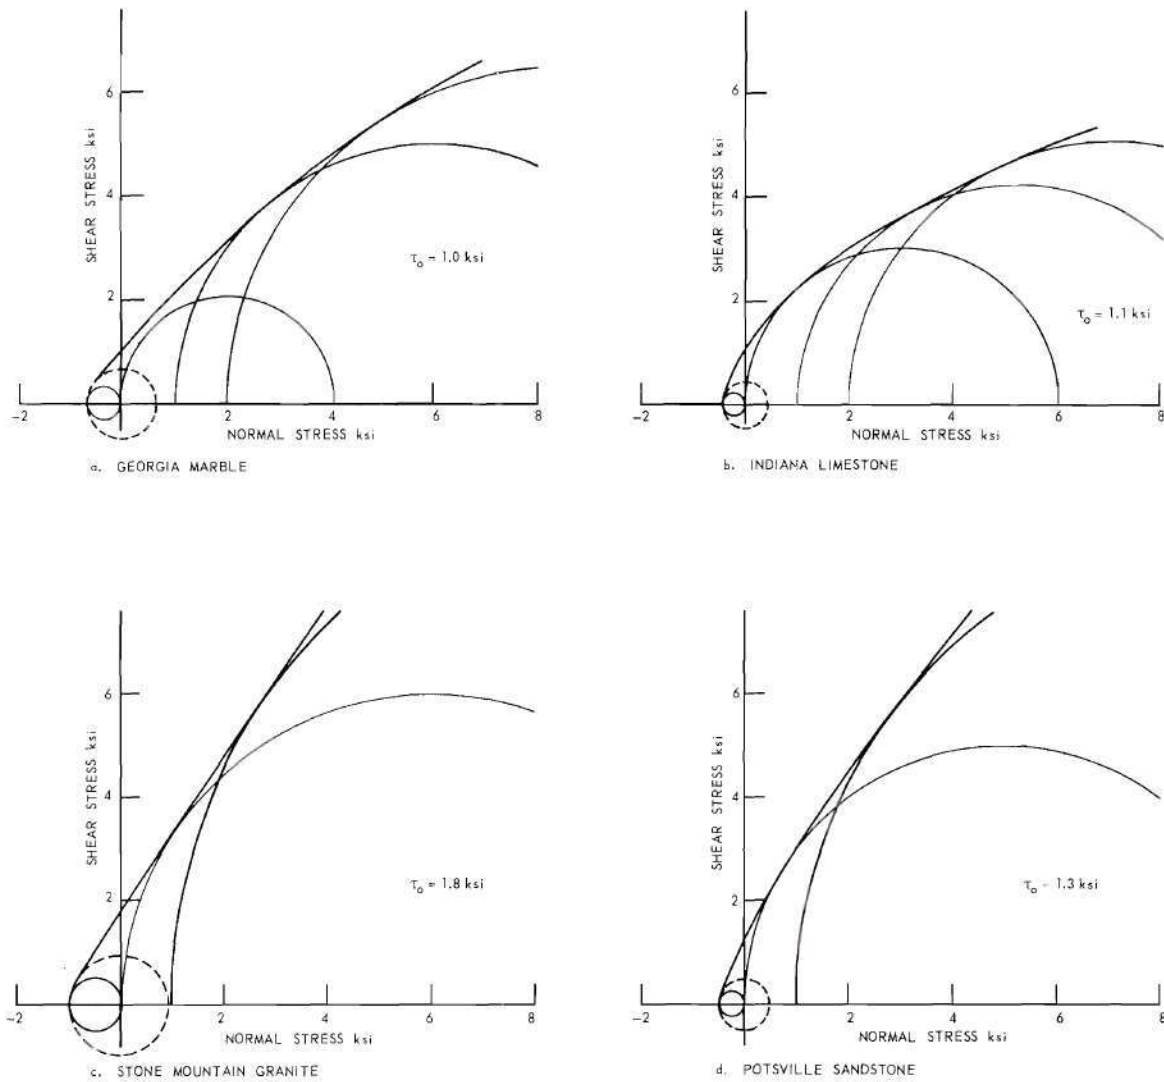 6
4
2
SHEAR STRESS ksi
τo = 1.0 ksi
-2 2 4 6 8
NORMAL STRESS ksi
a. GEORGIA MARBLE
6
4
2
SHEAR STRESS ksi
τo = 1.1 ksi
-2 2 4 6 8
NORMAL STRESS ksi
b. INDIANA LIMESTONE
6
4
2
SHEAR STRESS ksi
τo = 1.8 ksi
-2 2 4 6 8
NORMAL STRESS ksi
c. STONE MOUNTAIN GRANITE
6
4
2
SHEAR STRESS ksi
τo - 1.3 ksi
-2 2 4 6 8
NORMAL STRESS ksi
d. POTSVILLE SANDSTONE